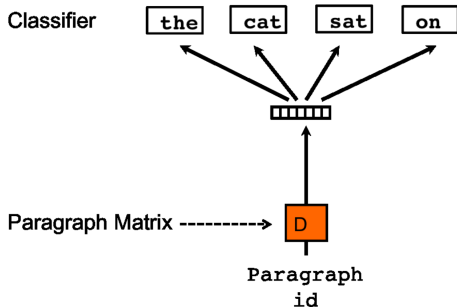 Classifier the cat sat on
Paragraph Matrix D
Paragraph
id